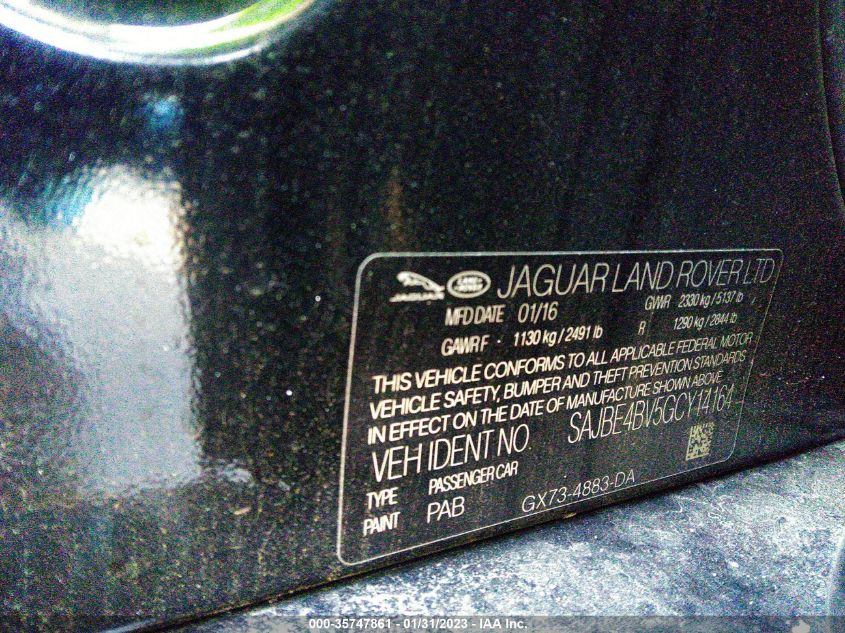 JAGUAR LAND ROVER JAGUAR LAND ROVER LTD
MFD DATE 01/16 GVWR 2330 kg / 5137 lb
GAWR F - 1130 kg / 2491 lb R 1290 kg / 2844 lb
THIS VEHICLE CONFORMS TO ALL APPLICABLE FEDERAL MOTOR
VEHICLE SAFETY, BUMPER AND THEFT PREVENTION STANDARDS
IN EFFECT ON THE DATE OF MANUFACTURE SHOWN ABOVE
VEH IDENT NO. SAJBE4BV5GCY14164
TYPE PASSENGER CAR
PAINT PAB GX73-4883-DA
000-35747861 - 01/31/2023 - IAA Inc.